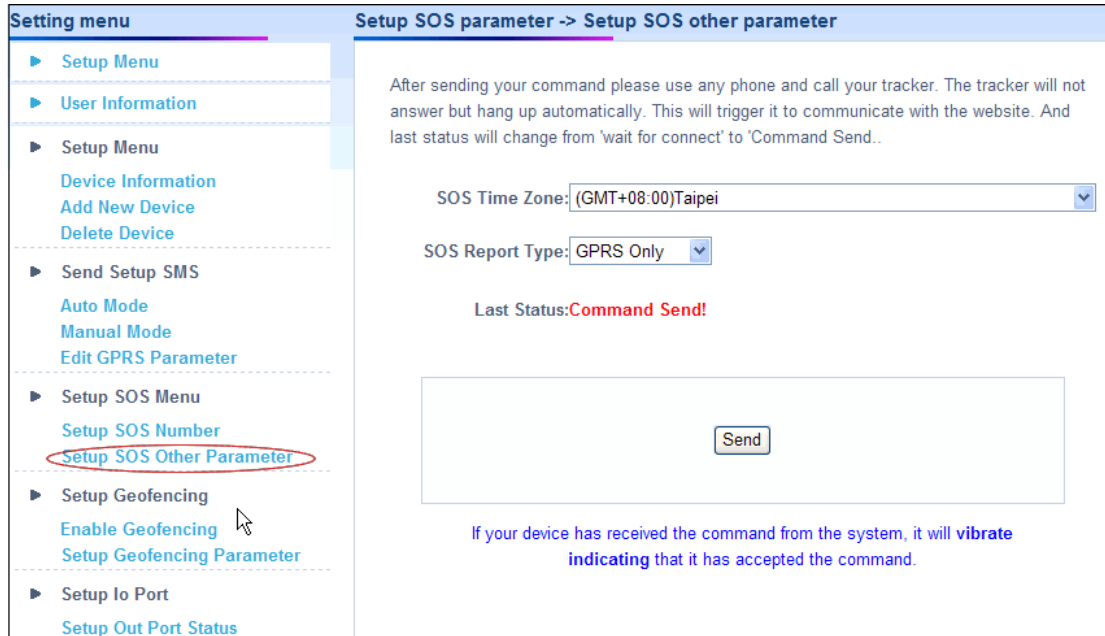 Setting menu
Setup Menu
User Information
Setup Menu
Device Information
Add New Device
Delete Device
Send Setup SMS
Auto Mode
Manual Mode
Edit GPRS Parameter
Setup SOS Menu
Setup SOS Number
Setup SOS Other Parameter
Setup Geofencing
Enable Geofencing
Setup Geofencing Parameter
Setup Io Port
Setup Out Port Status
Setup SOS parameter -> Setup SOS other parameter
After sending your command please use any phone and call your tracker. The tracker will not
answer but hang up automatically. This will trigger it to communicate with the website. And
last status will change from 'wait for connect' to 'Command Send..
SOS Time Zone: (GMT+08:00)Taipei
SOS Report Type: GPRS Only
Last Status:Command Send!
Send
If your device has received the command from the system, it will vibrate
indicating that it has accepted the command.